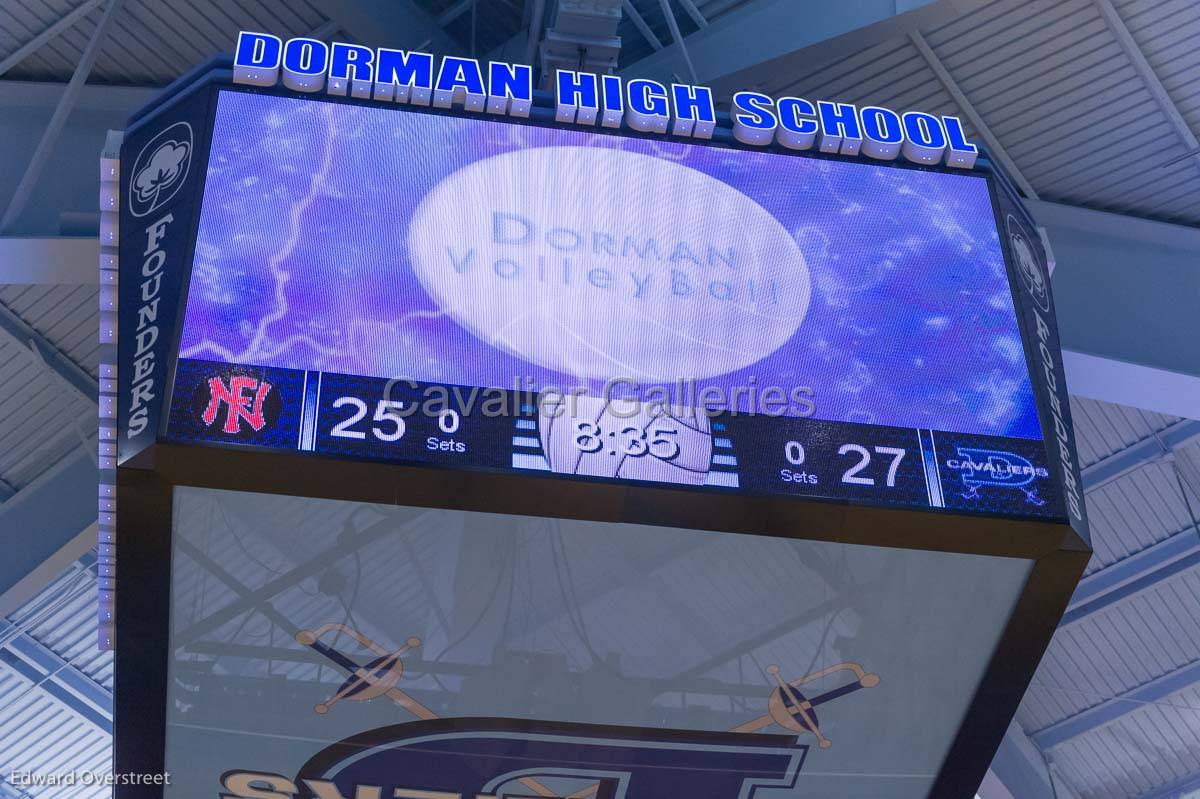 DORMAN HIGH SCHOOL
FOUNDERS
DORMAN
VolleyBall
Cavalier Galleries
NF 25 0 Sets 8:35 0 Sets 27 CAVALIERS
Edward Overstreet